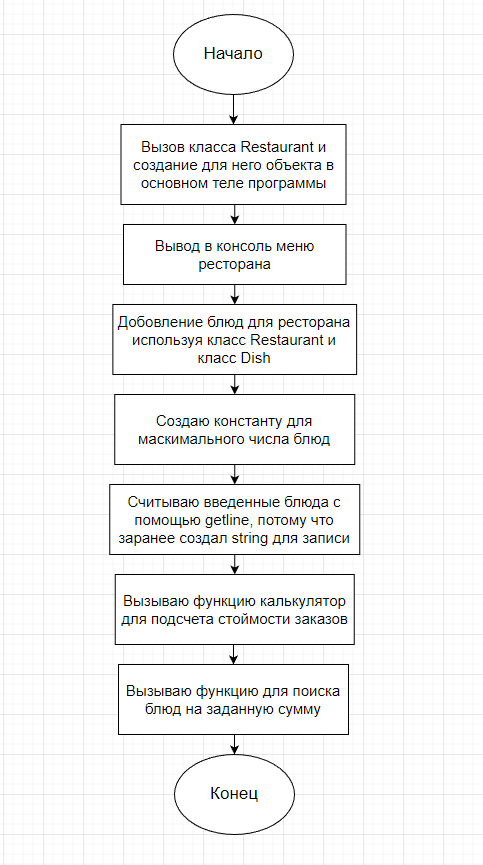 Начало
Вызов класса Restaurant и
создание для него объекта в
основном теле программы
Вывод в консоль меню
ресторана
Добовление блюд для ресторана
используя класс Restaurant и
класс Dish
Создаю константу для
маскимального числа блюд
Считываю введенные блюда с
помощью getline, потому что
заранее создал string для записи
Вызываю функцию калькулятор
для подсчета стоймости заказов
Вызываю функцию для поиска
блюд на заданную сумму
Конец